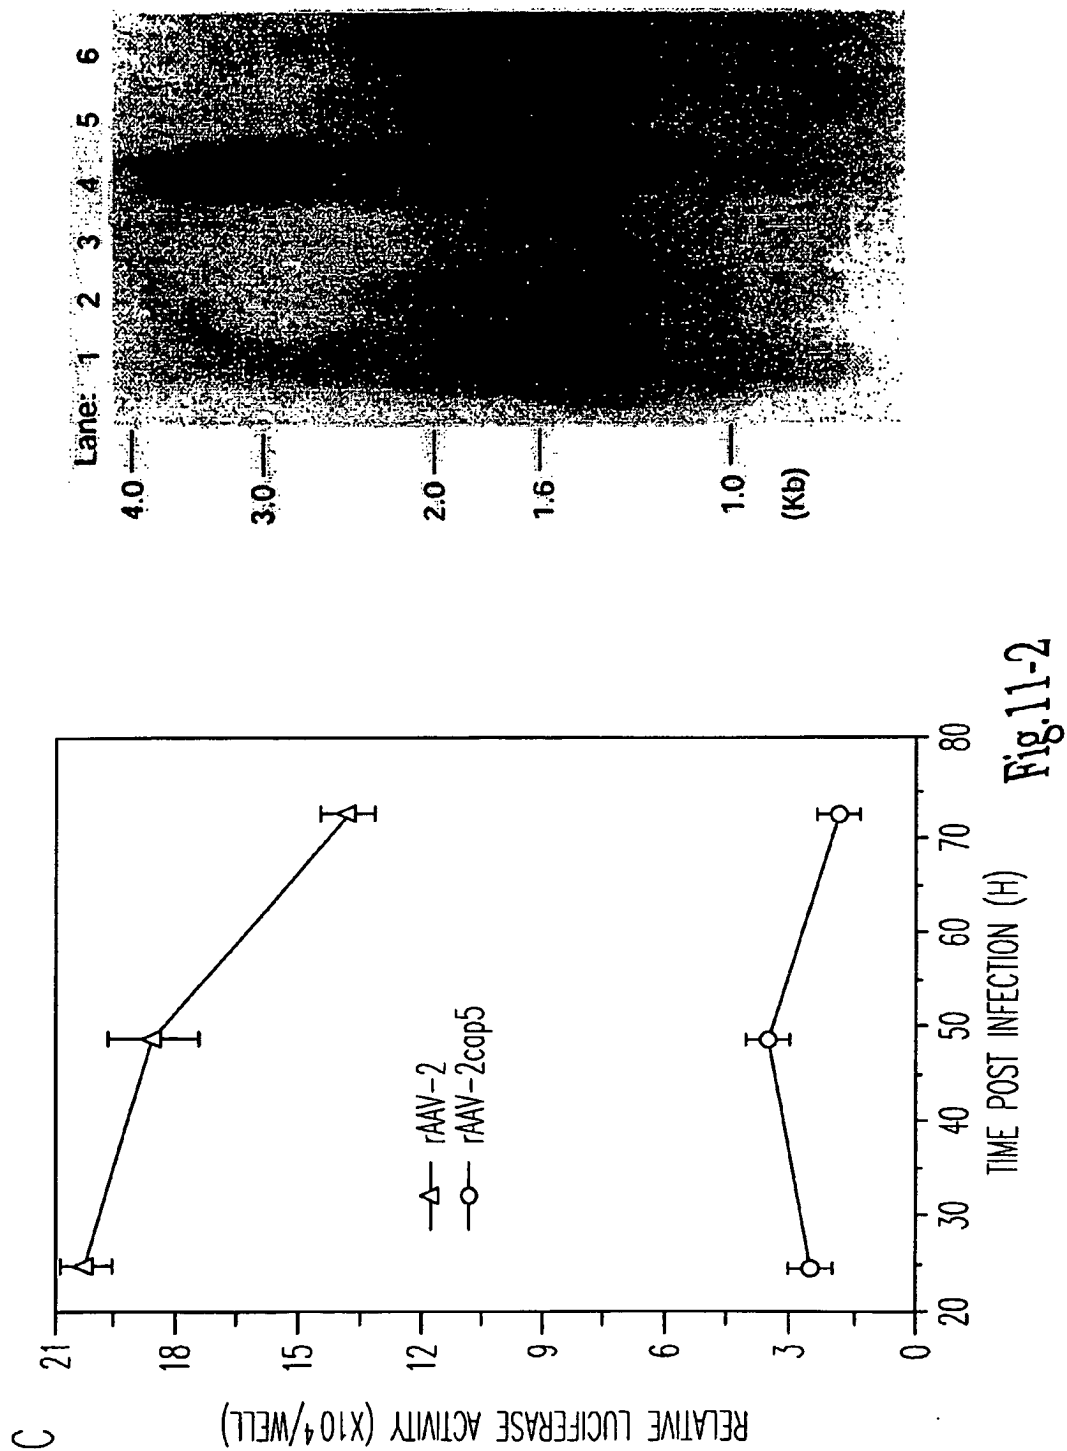 C
RELATIVE LUCIFERASE ACTIVITY (X10⁴/WELL)
21
18
15
12
9
6
3
0
rAAV-2
rAAV-2cap5
20
30
40
50
60
70
80
TIME POST INFECTION (H)
Lane: 1 2 3 4 5 6
4.0
3.0
2.0
1.6
1.0
(Kb)
Fig.11-2